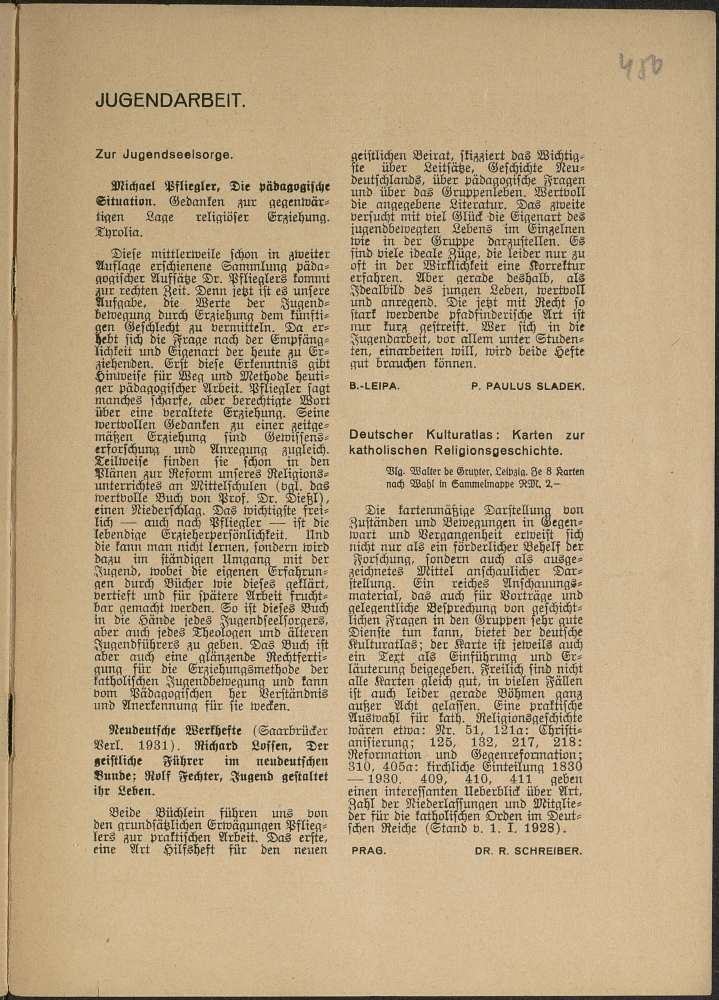 450
JUGENDARBEIT.
Zur Jugendseelsorge.
Michael Pfliegler, Die pädagogische
Situation. Gedanken zur gegenwär-
tigen Lage religiöser Erziehung.
Tyrolia.
Diese mittlerweile schon in zweiter
Auflage erschienene Sammlung päda-
gogischer Aufsätze Dr. Pflieglers kommt
zur rechten Zeit. Denn jetzt ist es unsere
Aufgabe, die Werte der Jugend-
bewegung durch Erziehung dem künfti-
gen Geschlecht zu vermitteln. Da er-
hebt sich die Frage nach der Empfäng-
lichkeit und Eigenart der heute zu Er-
ziehenden. Erst diese Erkenntnis gibt
Hinweise für Weg und Methode heuti-
ger pädagogischer Arbeit. Pfliegler sagt
manches scharfe, aber berechtigte Wort
über eine veraltete Erziehung. Seine
wertvollen Gedanken zu einer zeitge-
mäßen Erziehung sind Gewissens-
erforschung und Anregung zugleich.
Teilweise finden sie schon in den
Plänen zur Reform unseres Religions-
unterrichtes an Mittelschulen (vgl. das
wertvolle Buch von Prof. Dr. Dießl),
einen Niederschlag. Das wichtigste frei-
lich — auch nach Pfliegler — ist die
lebendige Erzieherpersönlichkeit. Und
die kann man nicht lernen, sondern wird
dazu im ständigen Umgang mit der
Jugend, wobei die eigenen Erfahrun-
gen durch Bücher wie dieses geklärt,
vertieft und für spätere Arbeit frucht-
bar gemacht werden. So ist dieses Buch
in die Hände jedes Jugendseelsorgers,
aber auch jedes Theologen und älteren
Jugendführers zu geben. Das Buch ist
aber auch eine glänzende Rechtferti-
gung für die Erziehungsmethode der
katholischen Jugendbewegung und kann
vom Pädagogischen her Verständnis
und Anerkennung für sie wecken.
Neudeutsche Werkhefte (Saarbrücker
Verl. 1931). Richard Lossen, Der
geistliche Führer im neudeutschen
Bunde; Rolf Fechter, Jugend gestaltet
ihr Leben.
Beide Büchlein führen uns von
den grundsätzlichen Erwägungen Pflieg-
lers zur praktischen Arbeit. Das erste,
eine Art Hilfsheft für den neuen
geistlichen Beirat, skizziert das Wichtig-
ste über Leitsätze, Geschichte Neu-
deutschlands, über pädagogische Fragen
und über das Gruppenleben. Wertvoll
die angegebene Literatur. Das zweite
versucht mit viel Glück die Eigenart des
jugendbewegten Lebens im Einzelnen
wie in der Gruppe darzustellen. Es
sind viele ideale Züge, die leider nur zu
oft in der Wirklichkeit eine Korrektur
erfahren. Aber gerade deshalb, als
Idealbild des jungen Leben, wertvoll
und anregend. Die jetzt mit Recht so
stark werdende pfadfinderische Art ist
nur kurz gestreift. Wer sich in die
Jugendarbeit, vor allem unter Studen-
ten, einarbeiten will, wird beide Hefte
gut brauchen können.
B.-LEIPA. P. PAULUS SLADEK.
Deutscher Kulturatlas: Karten zur
katholischen Religionsgeschichte.
Vlg. Walter de Gruyter, Leipzig. Je 8 Karten
nach Wahl in Sammelmappe RM. 2.–
Die kartenmäßige Darstellung von
Zuständen und Bewegungen in Gegen-
wart und Vergangenheit erweist sich
nicht nur als ein förderlicher Behelf der
Forschung, sondern auch als ausge-
zeichnetes Mittel anschaulicher Dar-
stellung. Ein reiches Anschauungs-
material, das auch für Vorträge und
gelegentliche Besprechung von geschicht-
lichen Fragen in den Gruppen sehr gute
Dienste tun kann, bietet der deutsche
Kulturatlas; der Karte ist jeweils auch
ein Text als Einführung und Er-
läuterung beigegeben. Freilich sind nicht
alle Karten gleich gut, in vielen Fällen
ist auch leider gerade Böhmen ganz
außer Acht gelassen. Eine praktische
Auswahl für kath. Religionsgeschichte
wären etwa: Nr. 51, 121a: Christi-
anisierung; 125, 132, 217, 218:
Reformation und Gegenreformation;
310, 405a: kirchliche Einteilung 1830
—1930. 409, 410, 411 geben
einen interessanten Ueberblick über Art,
Zahl der Niederlassungen und Mitglie-
der für die katholischen Orden im Deut-
schen Reiche (Stand v. 1. I. 1928).
PRAG. DR. R. SCHREIBER.